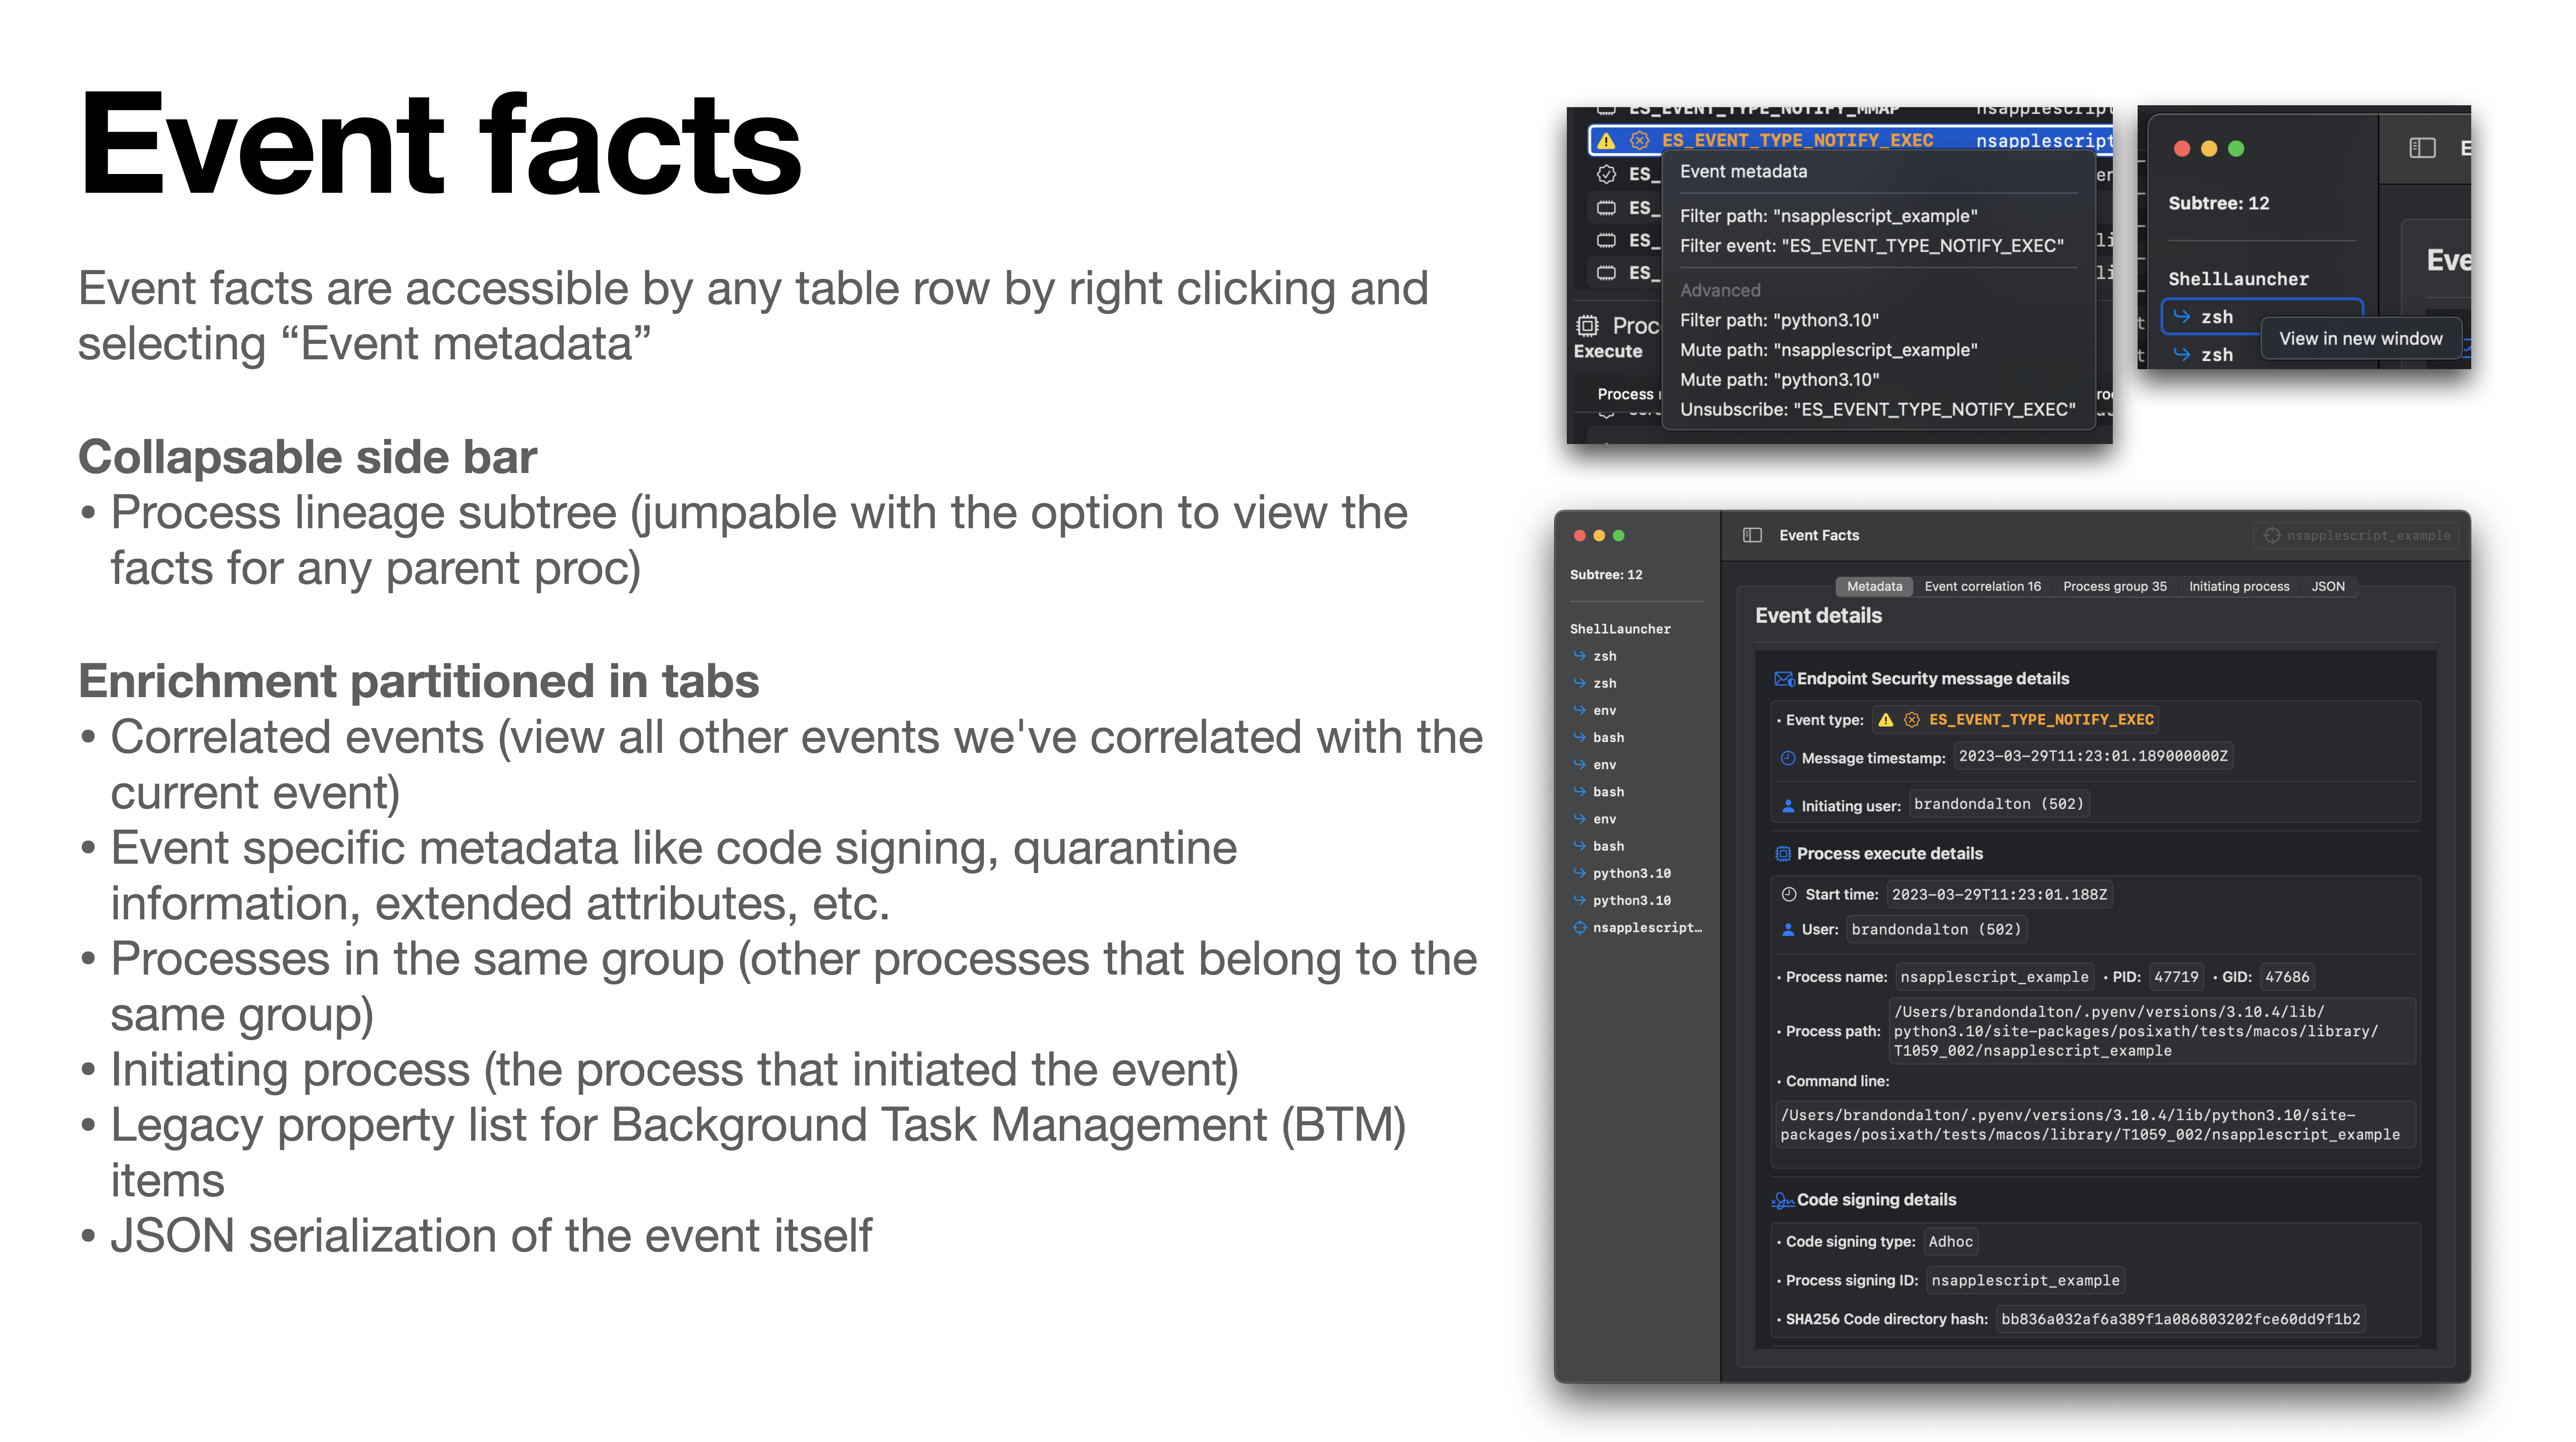 Event facts
Event facts are accessible by any table row by right clicking and
selecting “Event metadata”
Collapsable side bar
• Process lineage subtree (jumpable with the option to view the
facts for any parent proc)
Enrichment partitioned in tabs
• Correlated events (view all other events we've correlated with the
current event)
• Event specific metadata like code signing, quarantine
information, extended attributes, etc.
• Processes in the same group (other processes that belong to the
same group)
• Initiating process (the process that initiated the event)
• Legacy property list for Background Task Management (BTM)
items
• JSON serialization of the event itself
ES_EVENT_TYPE_NOTIFY_MMAP nsapplescript
ES_EVENT_TYPE_NOTIFY_EXEC nsapplescript
ES_
ES_
ES_
ES_
Proc
Execute
Process
Event metadata
Filter path: "nsapplescript_example"
Filter event: "ES_EVENT_TYPE_NOTIFY_EXEC"
Advanced
Filter path: "python3.10"
Mute path: "nsapplescript_example"
Mute path: "python3.10"
Unsubscribe: "ES_EVENT_TYPE_NOTIFY_EXEC"
Subtree: 12
ShellLauncher
zsh
zsh
View in new window
Eve
Event Facts
nsapplescript_example
Subtree: 12
ShellLauncher
zsh
zsh
env
bash
env
bash
env
bash
python3.10
python3.10
nsapplescript…
Metadata Event correlation 16 Process group 35 Initiating process JSON
Event details
Endpoint Security message details
• Event type: ES_EVENT_TYPE_NOTIFY_EXEC
Message timestamp: 2023-03-29T11:23:01.189000000Z
Initiating user: brandondalton (502)
Process execute details
Start time: 2023-03-29T11:23:01.188Z
User: brandondalton (502)
• Process name: nsapplescript_example • PID: 47719 • GID: 47686
• Process path: /Users/brandondalton/.pyenv/versions/3.10.4/lib/
python3.10/site-packages/posixath/tests/macos/library/
T1059_002/nsapplescript_example
• Command line:
/Users/brandondalton/.pyenv/versions/3.10.4/lib/python3.10/site-
packages/posixath/tests/macos/library/T1059_002/nsapplescript_example
Code signing details
• Code signing type: Adhoc
• Process signing ID: nsapplescript_example
• SHA256 Code directory hash: bb836a032af6a389f1a086803202fce60dd9f1b2